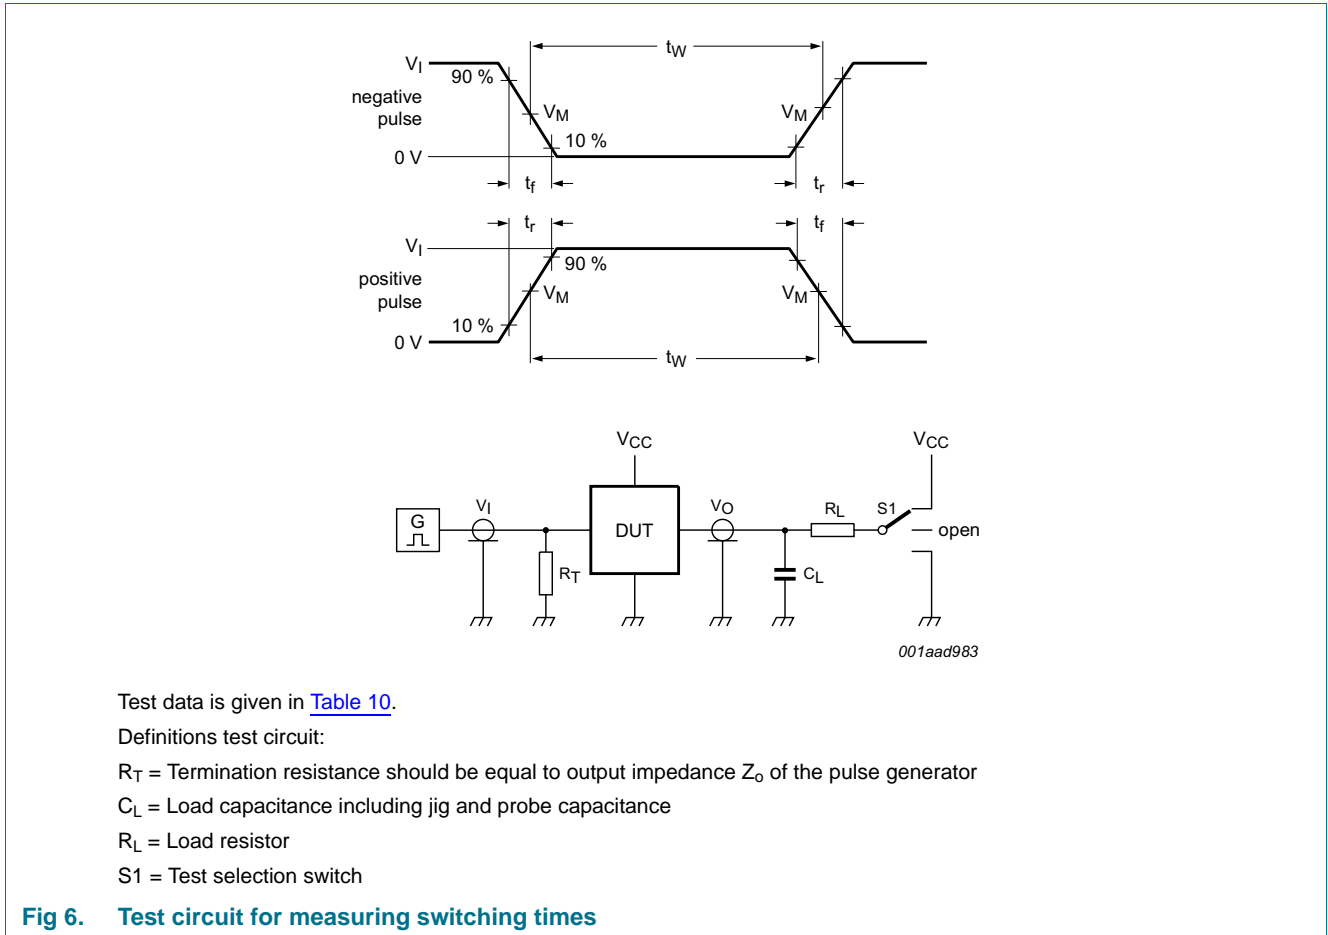 tW
VI
90 %
negative
pulse
VM
VM
10 %
0 V
tf
tr
tr
tf
VI
90 %
positive
pulse
VM
VM
10 %
0 V
tW
VCC
VCC
VI
VO
RL
S1
G
DUT
open
RT
CL
001aad983
Test data is given in Table 10.
Definitions test circuit:
RT = Termination resistance should be equal to output impedance Zo of the pulse generator
CL = Load capacitance including jig and probe capacitance
RL = Load resistor
S1 = Test selection switch
Fig 6. Test circuit for measuring switching times